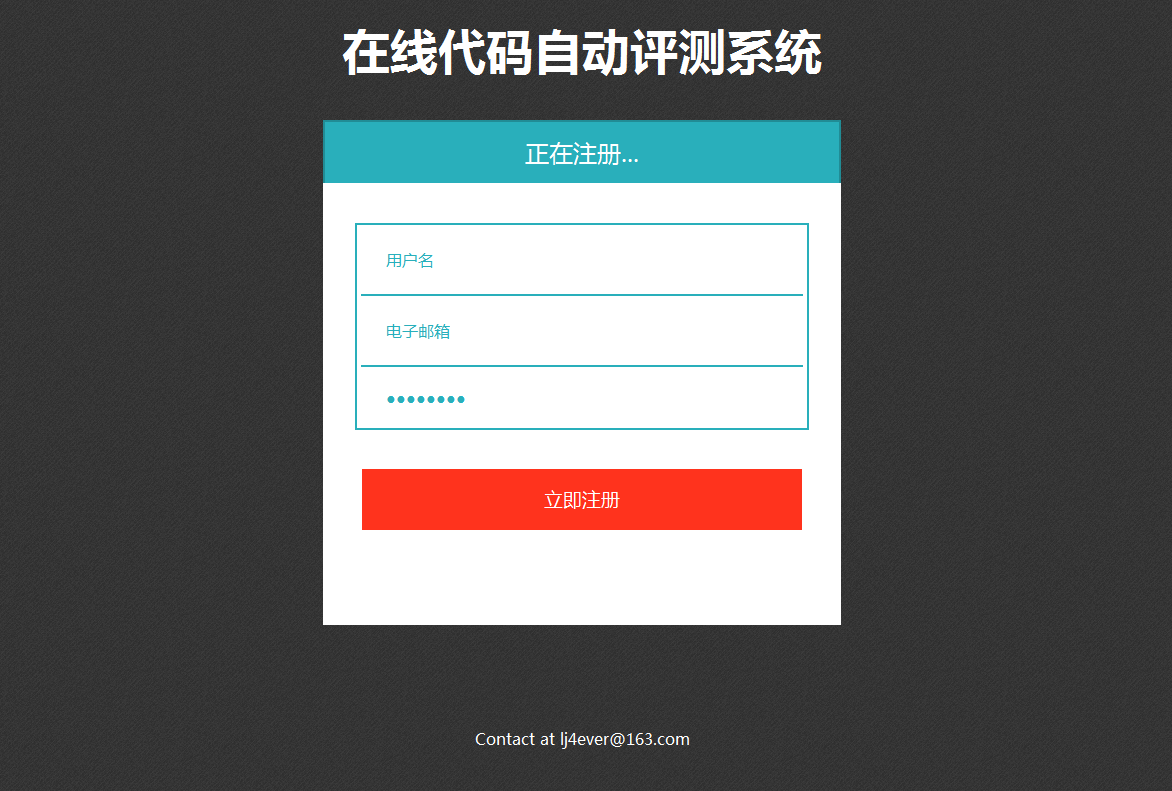 在线代码自动评测系统
正在注册...
用户名
电子邮箱
••••••••
立即注册
Contact at lj4ever@163.com